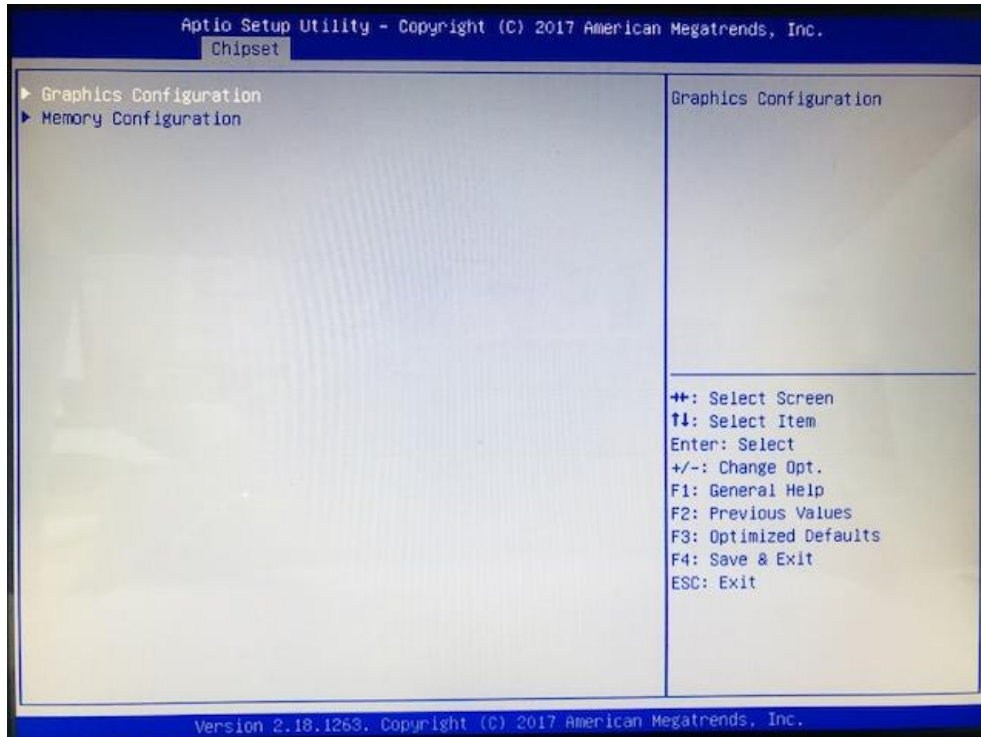 Aptio Setup Utility - Copyright (C) 2017 American Megatrends, Inc.
Chipset
▶ Graphics Configuration
▶ Memory Configuration
Graphics Configuration
→←: Select Screen
↑↓: Select Item
Enter: Select
+/-: Change Opt.
F1: General Help
F2: Previous Values
F3: Optimized Defaults
F4: Save & Exit
ESC: Exit
Version 2.18.1263. Copyright (C) 2017 American Megatrends, Inc.